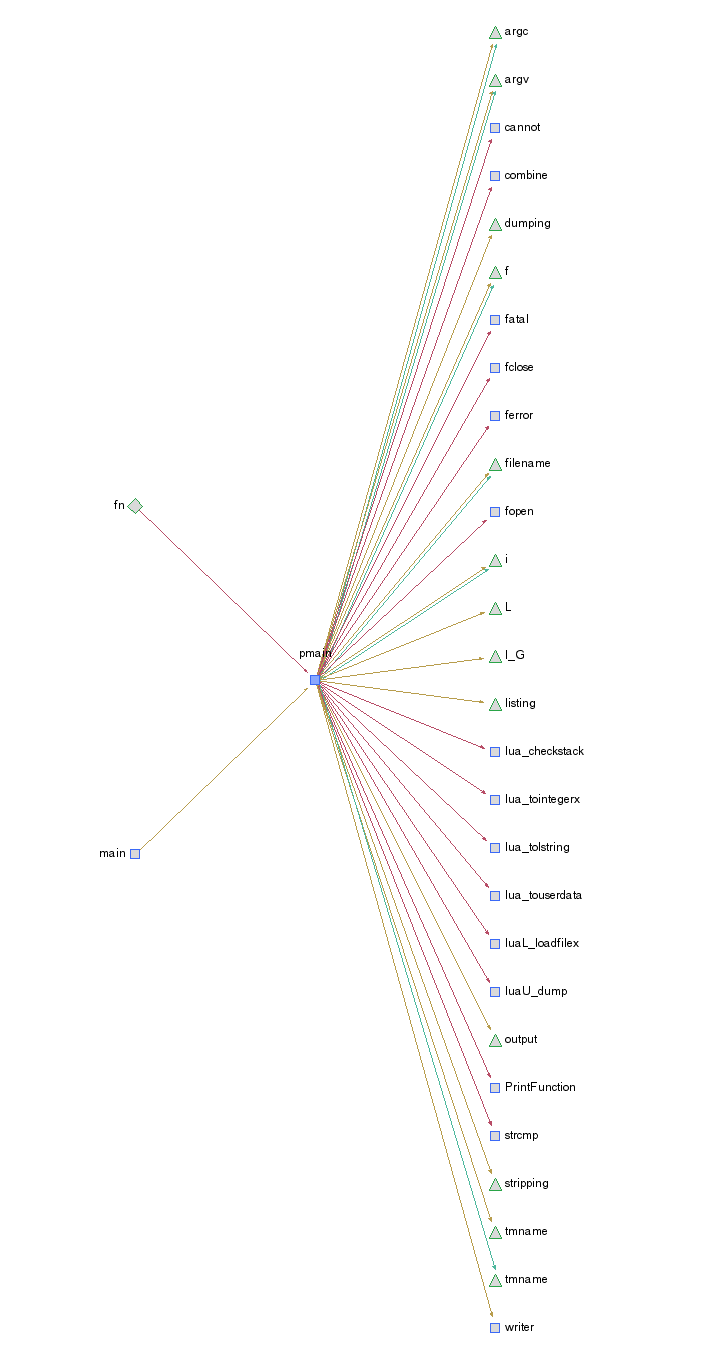 argc
argv
cannot
combine
dumping
f
fatal
fclose
ferror
filename
fn
fopen
i
L
l_G
pmain
listing
lua_checkstack
lua_tointegerx
lua_tolstring
main
lua_touserdata
luaL_loadfilex
luaU_dump
output
PrintFunction
strcmp
stripping
tmname
tmname
writer